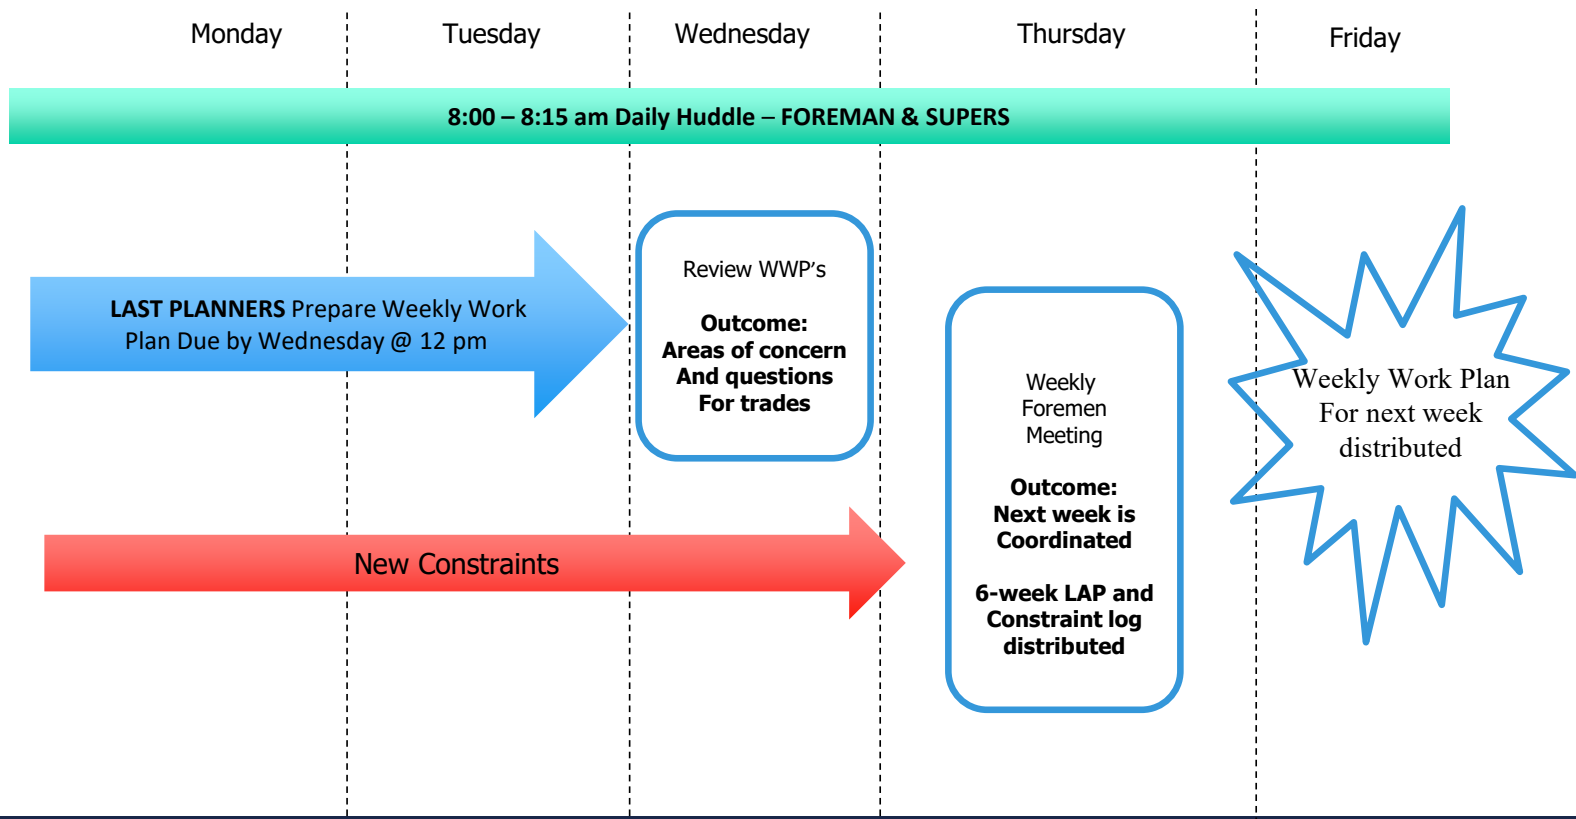 Monday
Tuesday
Wednesday
Thursday
Friday
8:00 – 8:15 am Daily Huddle – FOREMAN & SUPERS
LAST PLANNERS Prepare Weekly Work
Plan Due by Wednesday @ 12 pm
Review WWP's
Outcome:
Areas of concern
And questions
For trades
Weekly
Foremen
Meeting
Outcome:
Next week is
Coordinated
6-week LAP and
Constraint log
distributed
Weekly Work Plan
For next week
distributed
New Constraints